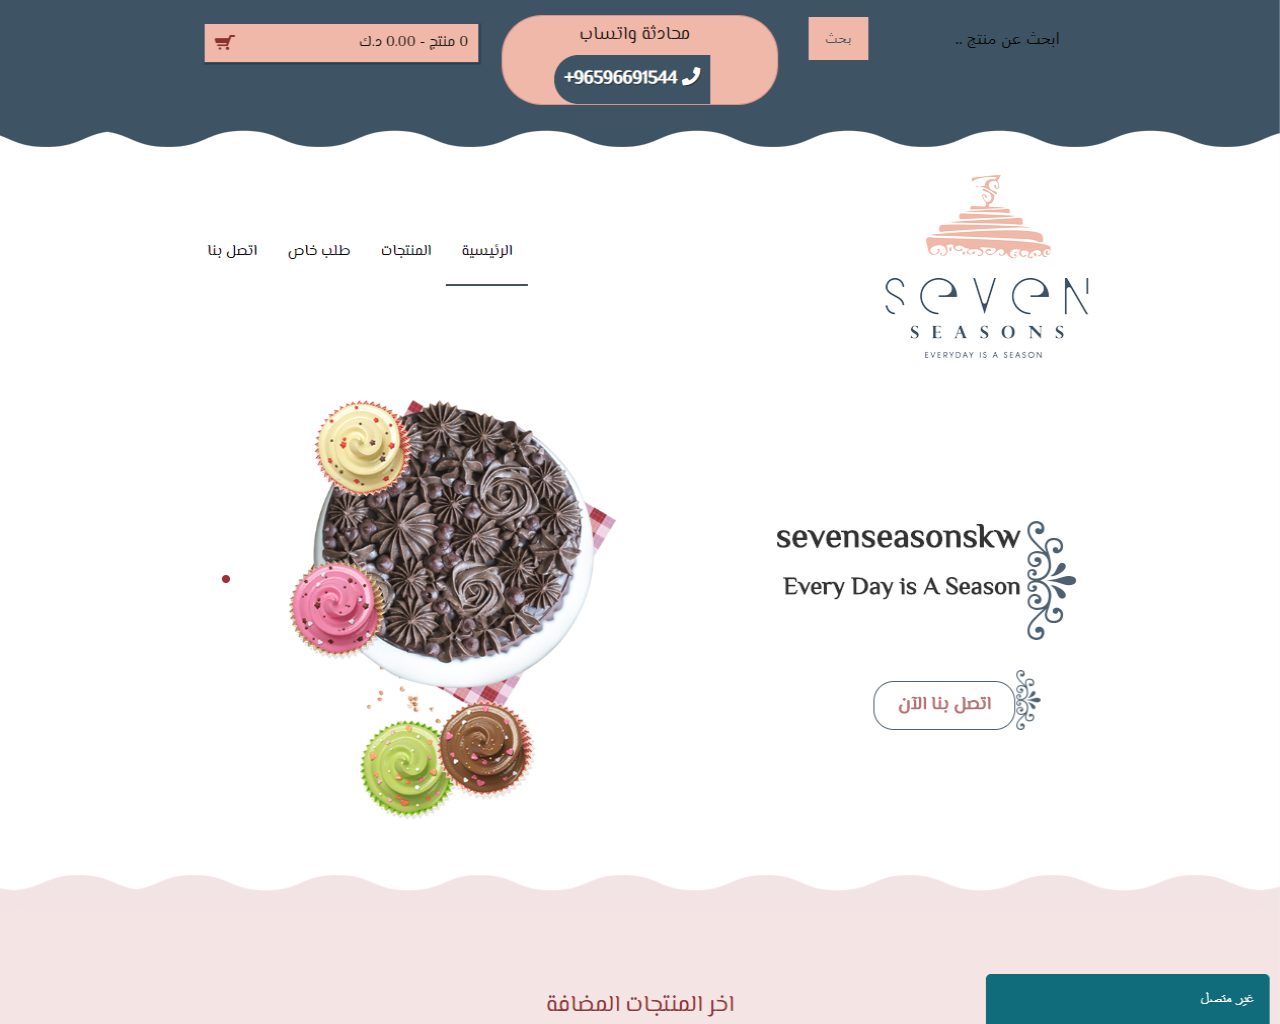 ابحث عن منتج ..
بحث
محادثة واتساب
+96596691544
0 منتج - 0.00 د.ك
seven
SEASONS
EVERYDAY IS A SEASON
الرئيسية
المنتجات
طلب خاص
اتصل بنا
sevenseasonskw
Every Day is A Season
اتصل بنا الآن
اخر المنتجات المضافة
غير متصل